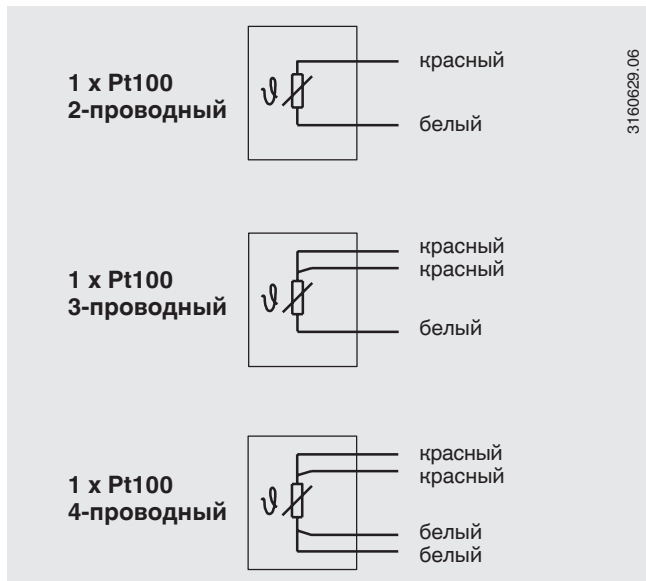 1 x Pt100
2-проводный
ϑ
красный
белый
3160629.06
1 x Pt100
3-проводный
ϑ
красный
красный
белый
1 x Pt100
4-проводный
ϑ
красный
красный
белый
белый